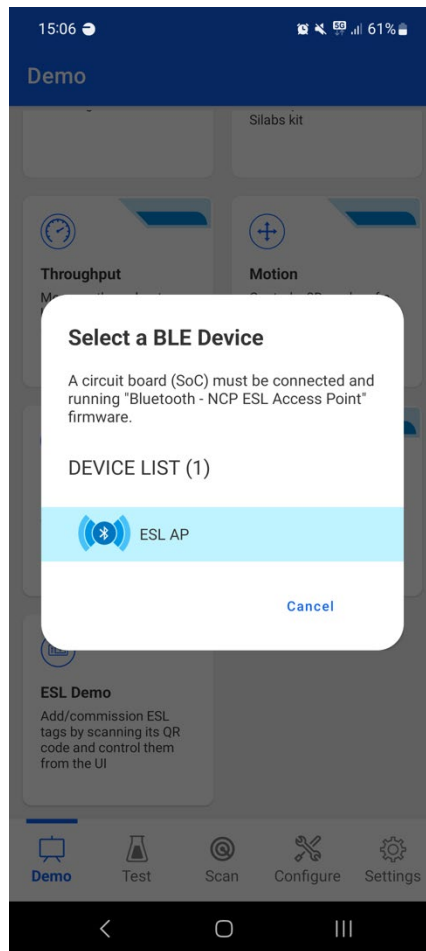 15:06
5G
61%
Demo
Silabs kit
Throughput
Motion
Select a BLE Device
A circuit board (SoC) must be connected and
running "Bluetooth - NCP ESL Access Point"
firmware.
DEVICE LIST (1)
ESL AP
Cancel
ESL Demo
Add/commission ESL
tags by scanning its QR
code and control them
from the UI
Demo
Test
Scan
Configure
Settings